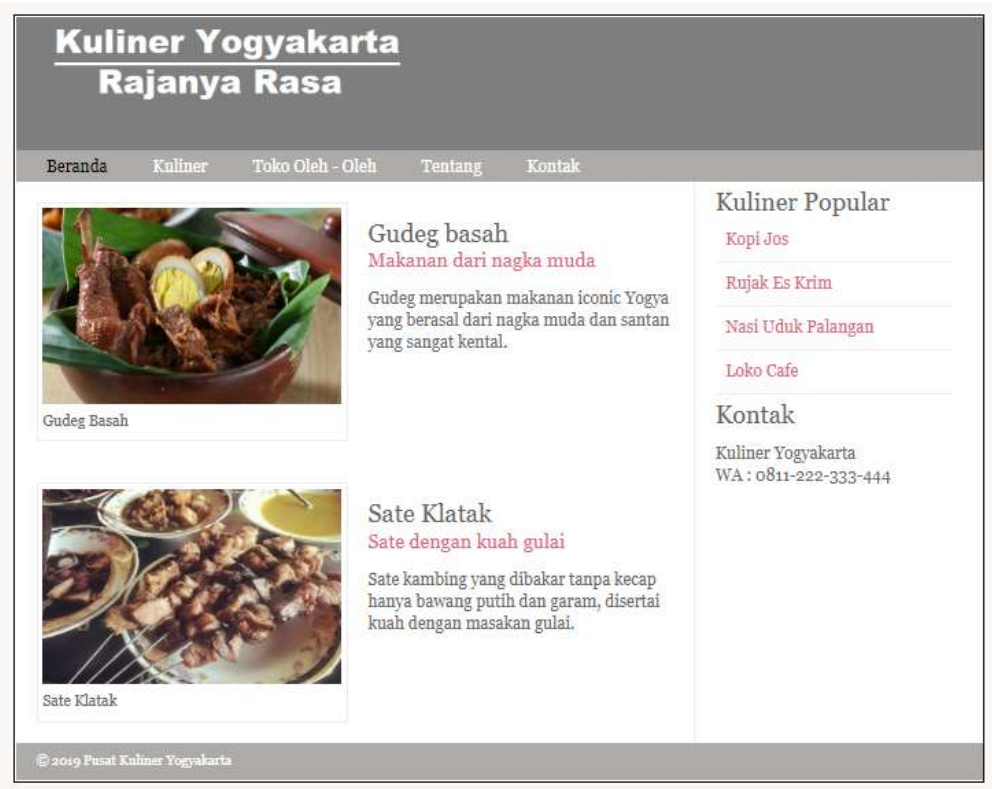 Kuliner Yogyakarta
Rajanya Rasa
Beranda Kuliner Toko Oleh - Oleh Tentang Kontak
Gudeg basah
Makanan dari nagka muda
Gudeg merupakan makanan iconic Yogya
yang berasal dari nagka muda dan santan
yang sangat kental.
Gudeg Basah
Sate Klatak
Sate dengan kuah gulai
Sate kambing yang dibakar tanpa kecap
hanya bawang putih dan garam, disertai
kuah dengan masakan gulai.
Sate Klatak
Kuliner Popular
Kopi Jos
Rujak Es Krim
Nasi Uduk Palangan
Loko Cafe
Kontak
Kuliner Yogyakarta
WA : 0811-222-333-444
© 2019 Pusat Kuliner Yogyakarta